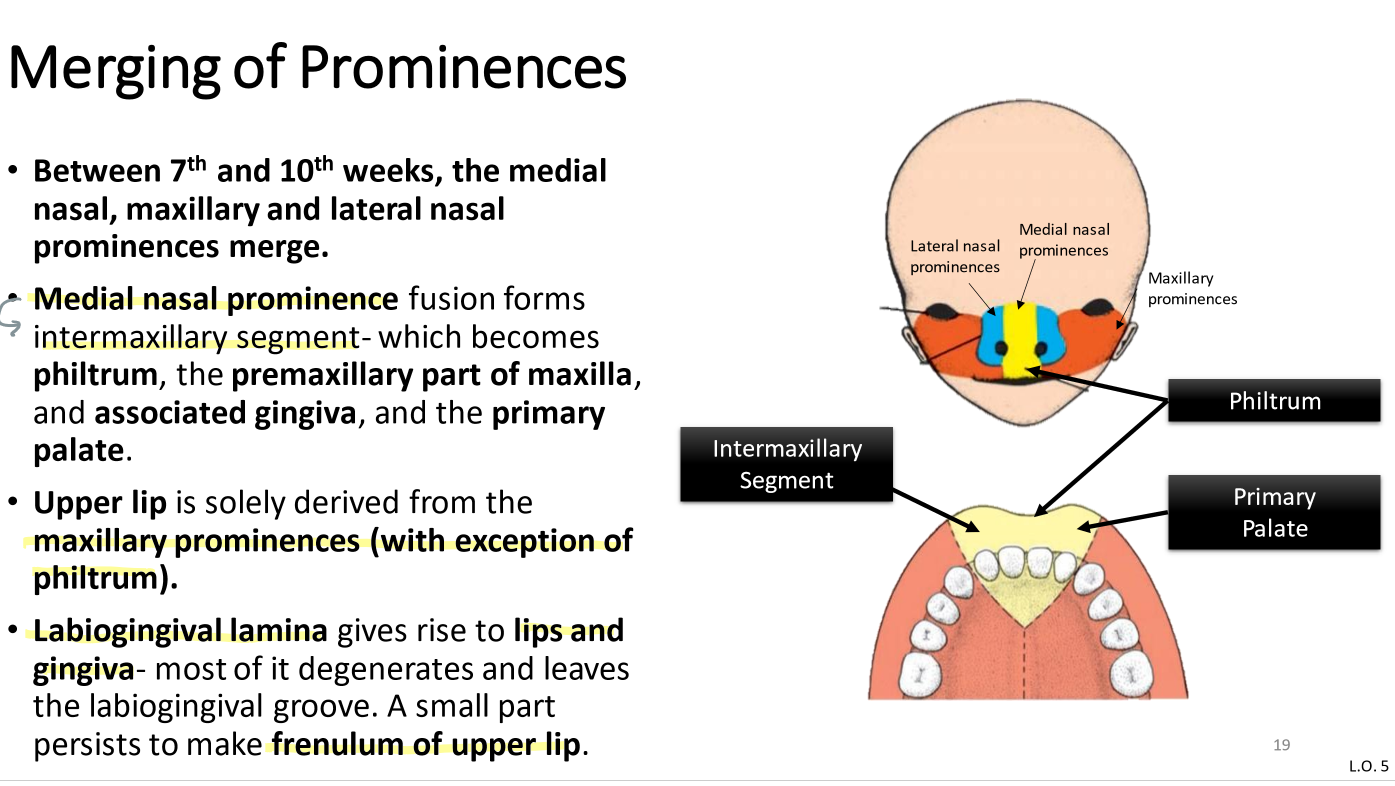 Merging of Prominences
• Between 7th and 10th weeks, the medial
nasal, maxillary and lateral nasal
prominences merge.
• Medial nasal prominence fusion forms
intermaxillary segment- which becomes
philtrum, the premaxillary part of maxilla,
and associated gingiva, and the primary
palate.
• Upper lip is solely derived from the
maxillary prominences (with exception of
philtrum).
• Labiogingival lamina gives rise to lips and
gingiva- most of it degenerates and leaves
the labiogingival groove. A small part
persists to make frenulum of upper lip.
Lateral nasal
prominences
Medial nasal
prominences
Maxillary
prominences
Philtrum
Intermaxillary
Segment
Primary
Palate
19
L.O. 5